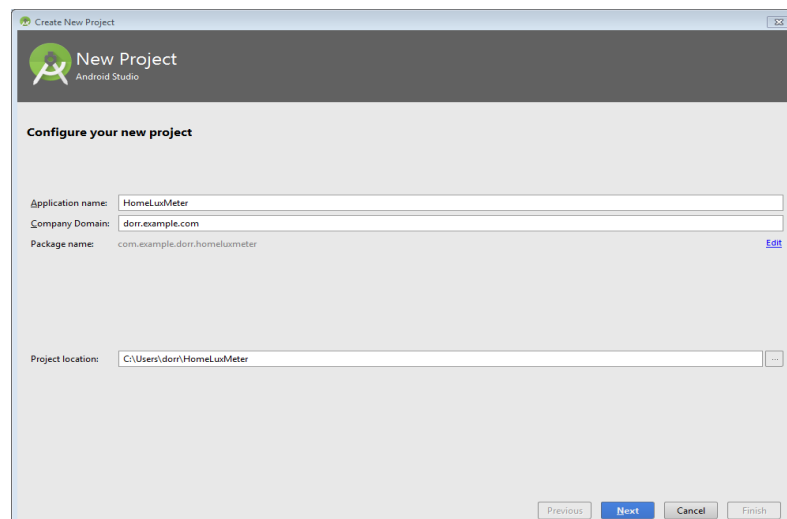 Create New Project
New Project
Android Studio
Configure your new project
Application name: HomeLuxMeter
Company Domain: dorr.example.com
Package name: com.example.dorr.homeluxmeter Edit
Project location: C:\Users\dorr\HomeLuxMeter ...
Previous Next Cancel Finish